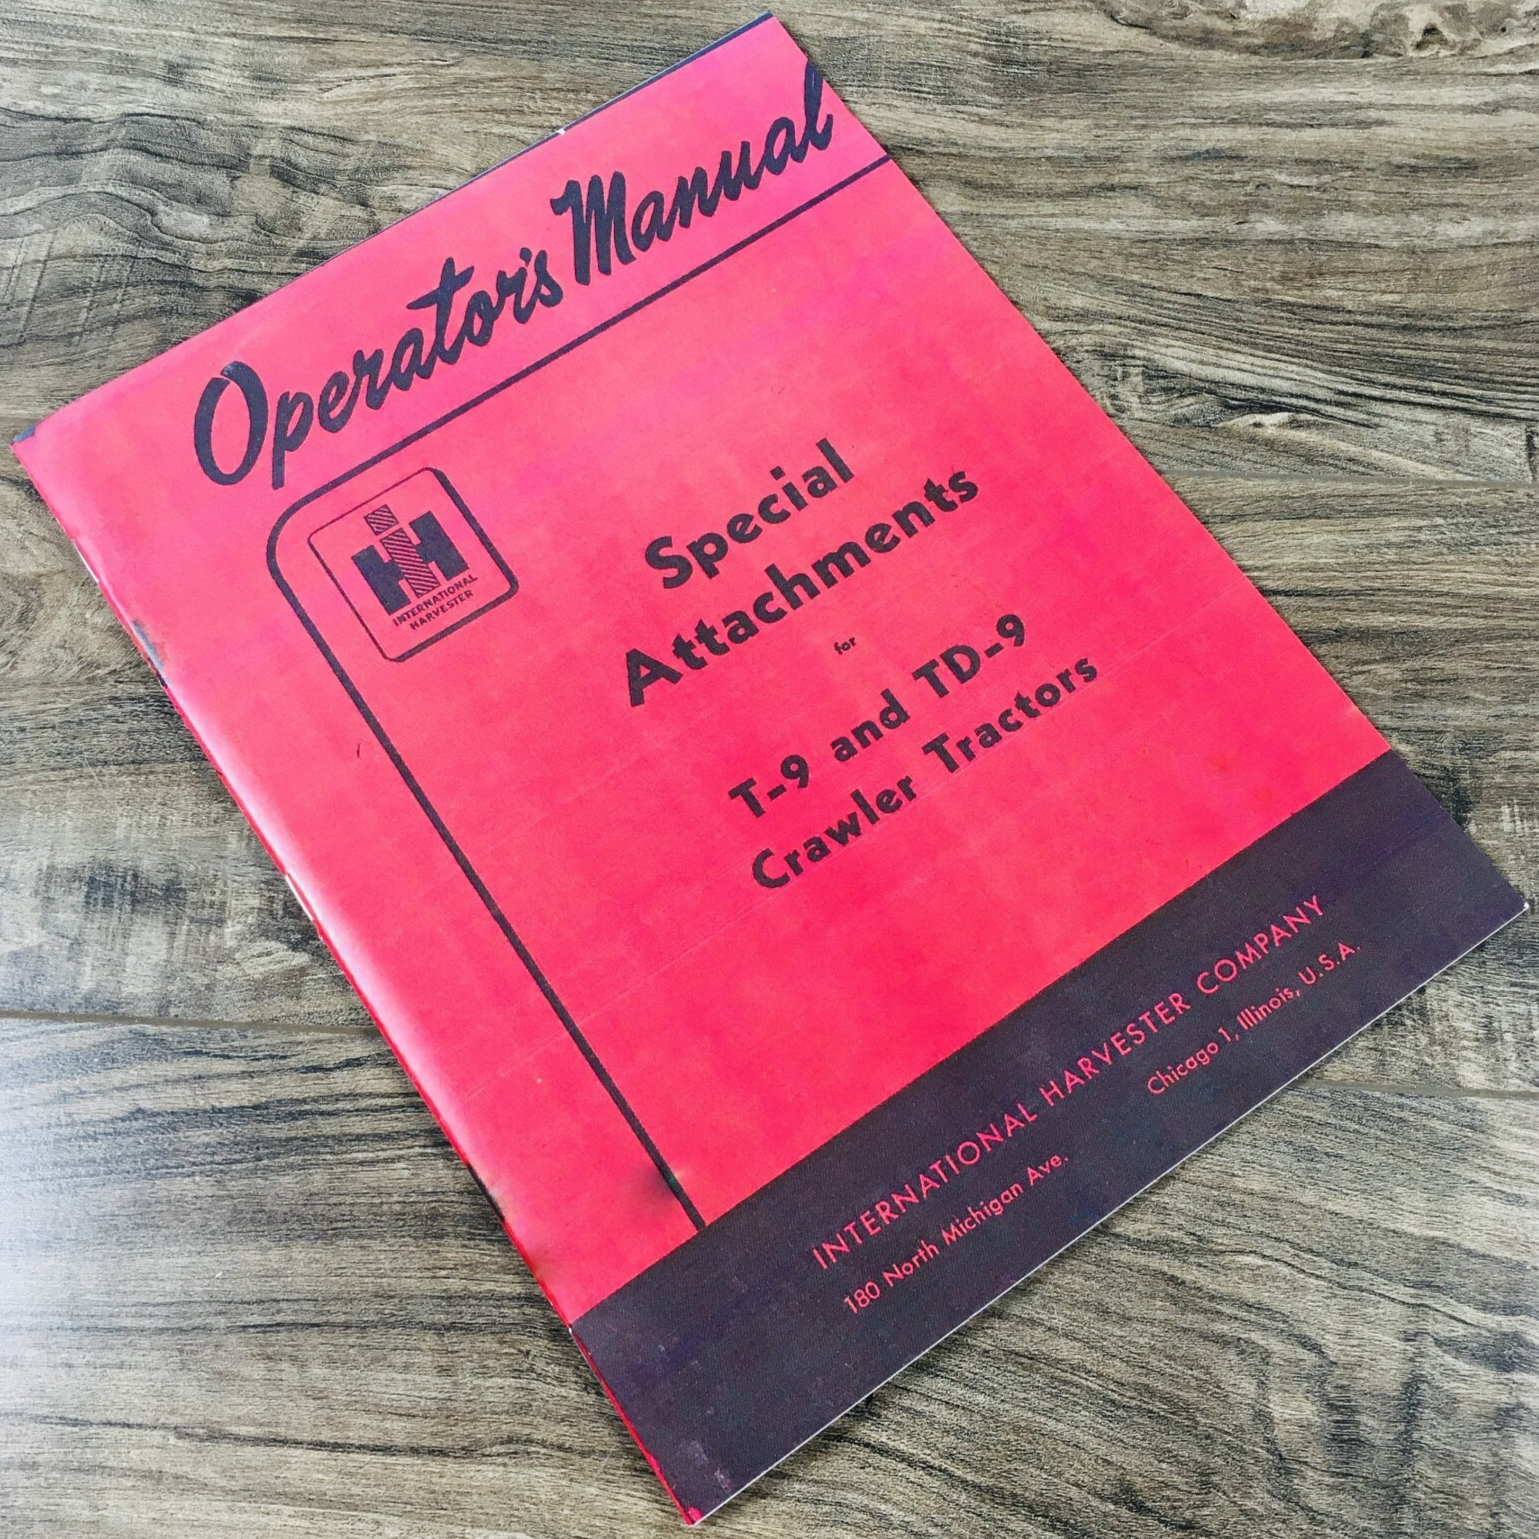 Operator's Manual
IH
INTERNATIONAL
HARVESTER
Special
Attachments
for
T-9 and TD-9
Crawler Tractors
INTERNATIONAL HARVESTER COMPANY
180 North Michigan Ave.
Chicago 1, Illinois, U.S.A.